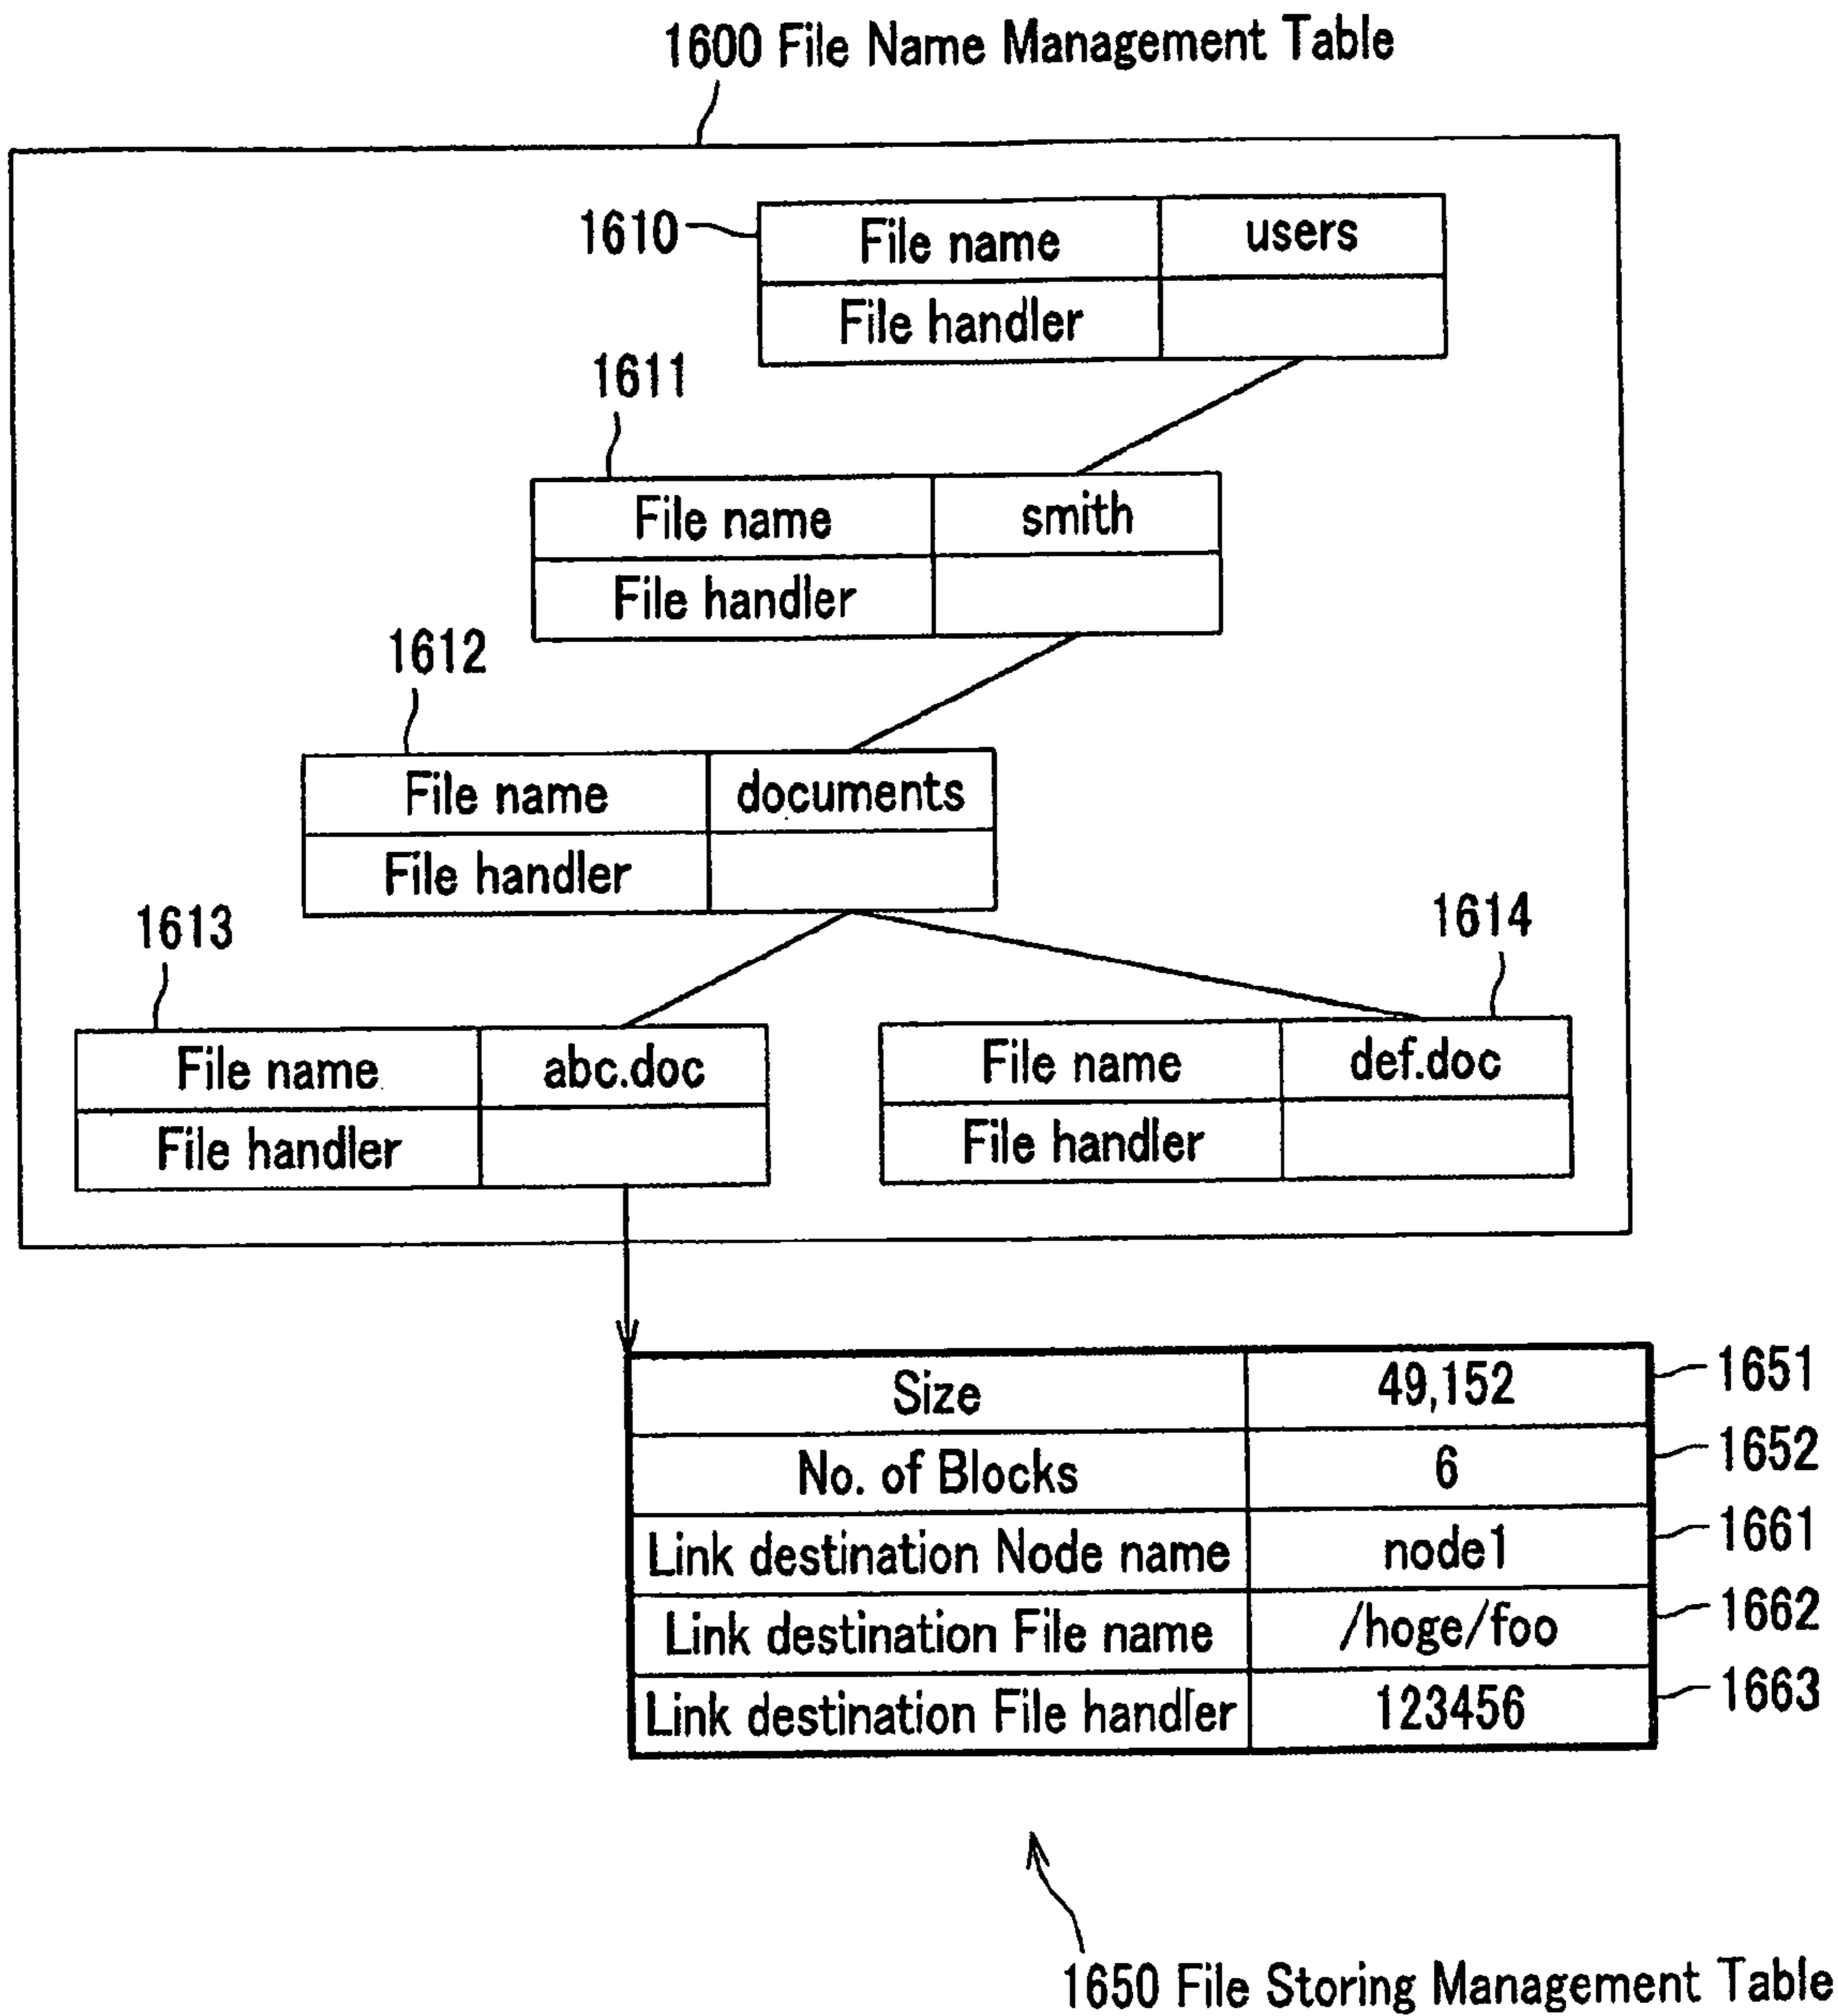 1600 File Name Management Table
1610
File name users
File handler
1611
File name smith
File handler
1612
File name documents
File handler
1613
1614
File name abc.doc
File handler
File name def.doc
File handler
Size 49,152 1651
No. of Blocks 6 1652
Link destination Node name node1 1661
Link destination File name /hoge/foo 1662
Link destination File handler 123456 1663
1650 File Storing Management Table